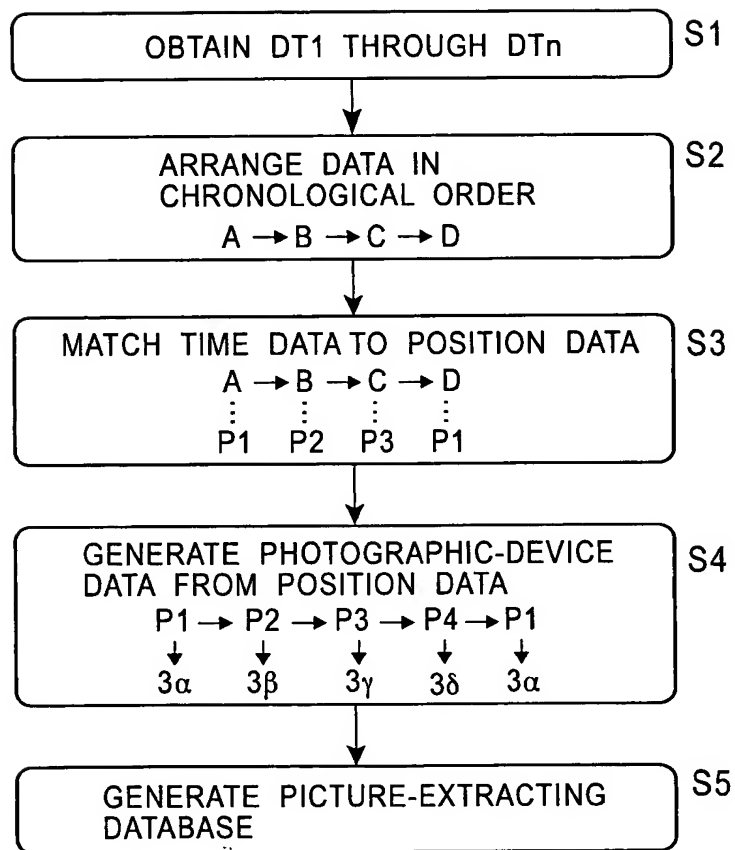 OBTAIN DT1 THROUGH DTn S1
ARRANGE DATA IN S2
CHRONOLOGICAL ORDER
A → B → C → D
MATCH TIME DATA TO POSITION DATA S3
A → B → C → D
P1 P2 P3 P1
GENERATE PHOTOGRAPHIC-DEVICE S4
DATA FROM POSITION DATA
P1 → P2 → P3 → P4 → P1
3α 3β 3γ 3δ 3α
GENERATE PICTURE-EXTRACTING S5
DATABASE